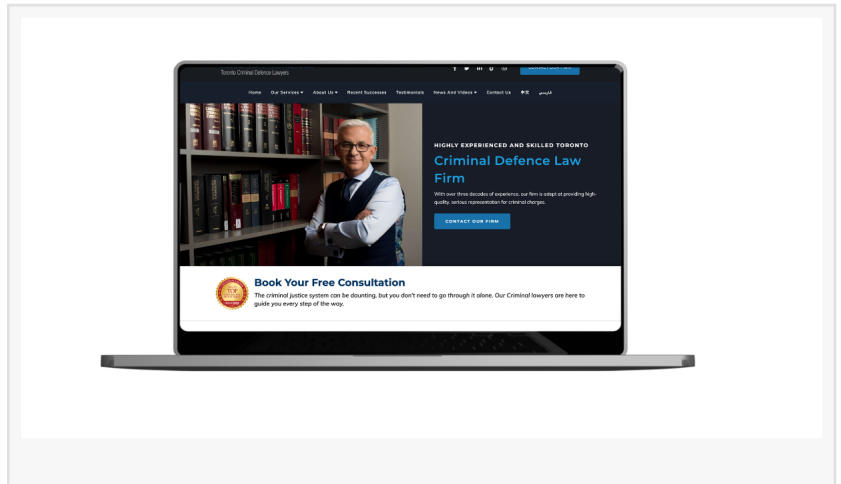 Toronto Criminal Defence Lawyers
Home Our Services About Us Recent Successes Testimonials News And Videos Contact Us 中文 فارسی
HIGHLY EXPERIENCED AND SKILLED TORONTO
Criminal Defence Law
Firm
With over three decades of experience, our firm is adept at providing high-
quality, serious representation for criminal charges.
CONTACT OUR FIRM
TOP
Book Your Free Consultation
The criminal justice system can be daunting, but you don't need to go through it alone. Our Criminal lawyers are here to
guide you every step of the way.